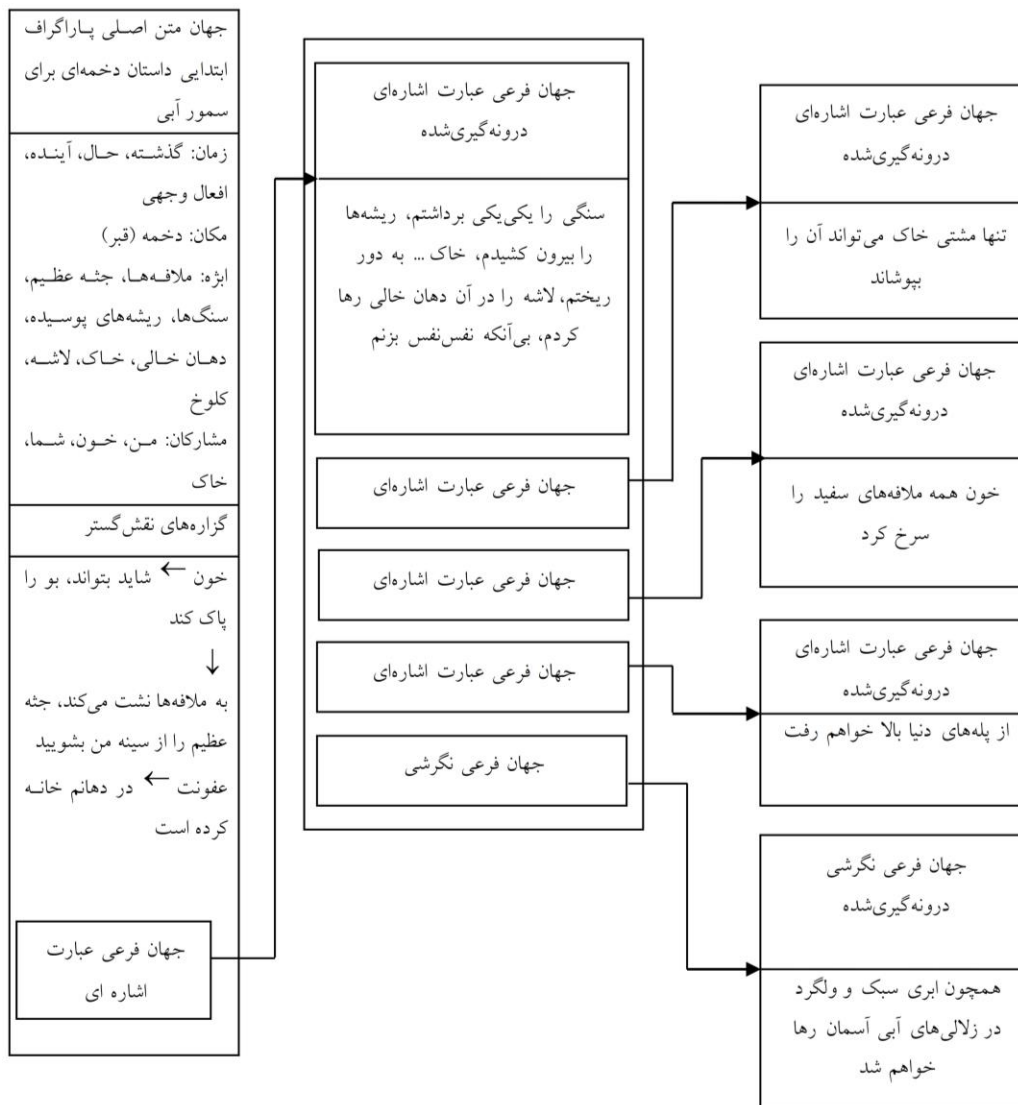 جهان متن اصلی پاراگراف
ابتدایی داستان دخمه‌ای برای
سمور آبی
زمان: گذشته، حال، آینده،
افعال وجهی
مکان: دخمه (قبر)
ابژه: ملافه‌ها، جثه عظیم،
سنگ‌ها، ریشه‌های پوسیده،
دهان خالی، خاک، لاشه،
کلوخ
مشارکان: من، خون، شما،
خاک
گزاره‌های نقش‌گستر
خون ← شاید بتواند، بو را
پاک کند
↓
به ملافه‌ها نشت می‌کند، جثه
عظیم را از سینه من بشویید
عفونت ← در دهانم خانه
کرده است
جهان فرعی عبارت
اشاره ای
جهان فرعی عبارت اشاره‌ای
درونه‌گیری‌شده
سنگی را یکی‌یکی برداشتم، ریشه‌ها
را بیرون کشیدم، خاک ... به دور
ریختم، لاشه را در آن دهان خالی رها
کردم، بی‌آنکه نفس‌نفس بزنم
جهان فرعی عبارت اشاره‌ای
جهان فرعی عبارت اشاره‌ای
جهان فرعی عبارت اشاره‌ای
جهان فرعی نگرشی
جهان فرعی عبارت اشاره‌ای
درونه‌گیری‌شده
تنها مشتی خاک می‌تواند آن را
بپوشاند
جهان فرعی عبارت اشاره‌ای
درونه‌گیری‌شده
خون همه ملافه‌های سفید را
سرخ کرد
جهان فرعی عبارت اشاره‌ای
درونه‌گیری‌شده
از پله‌های دنیا بالا خواهم رفت
جهان فرعی نگرشی
درونه‌گیری‌شده
همچون ابری سبک و ولگرد
در زلالی‌های آبی آسمان رها
خواهم شد